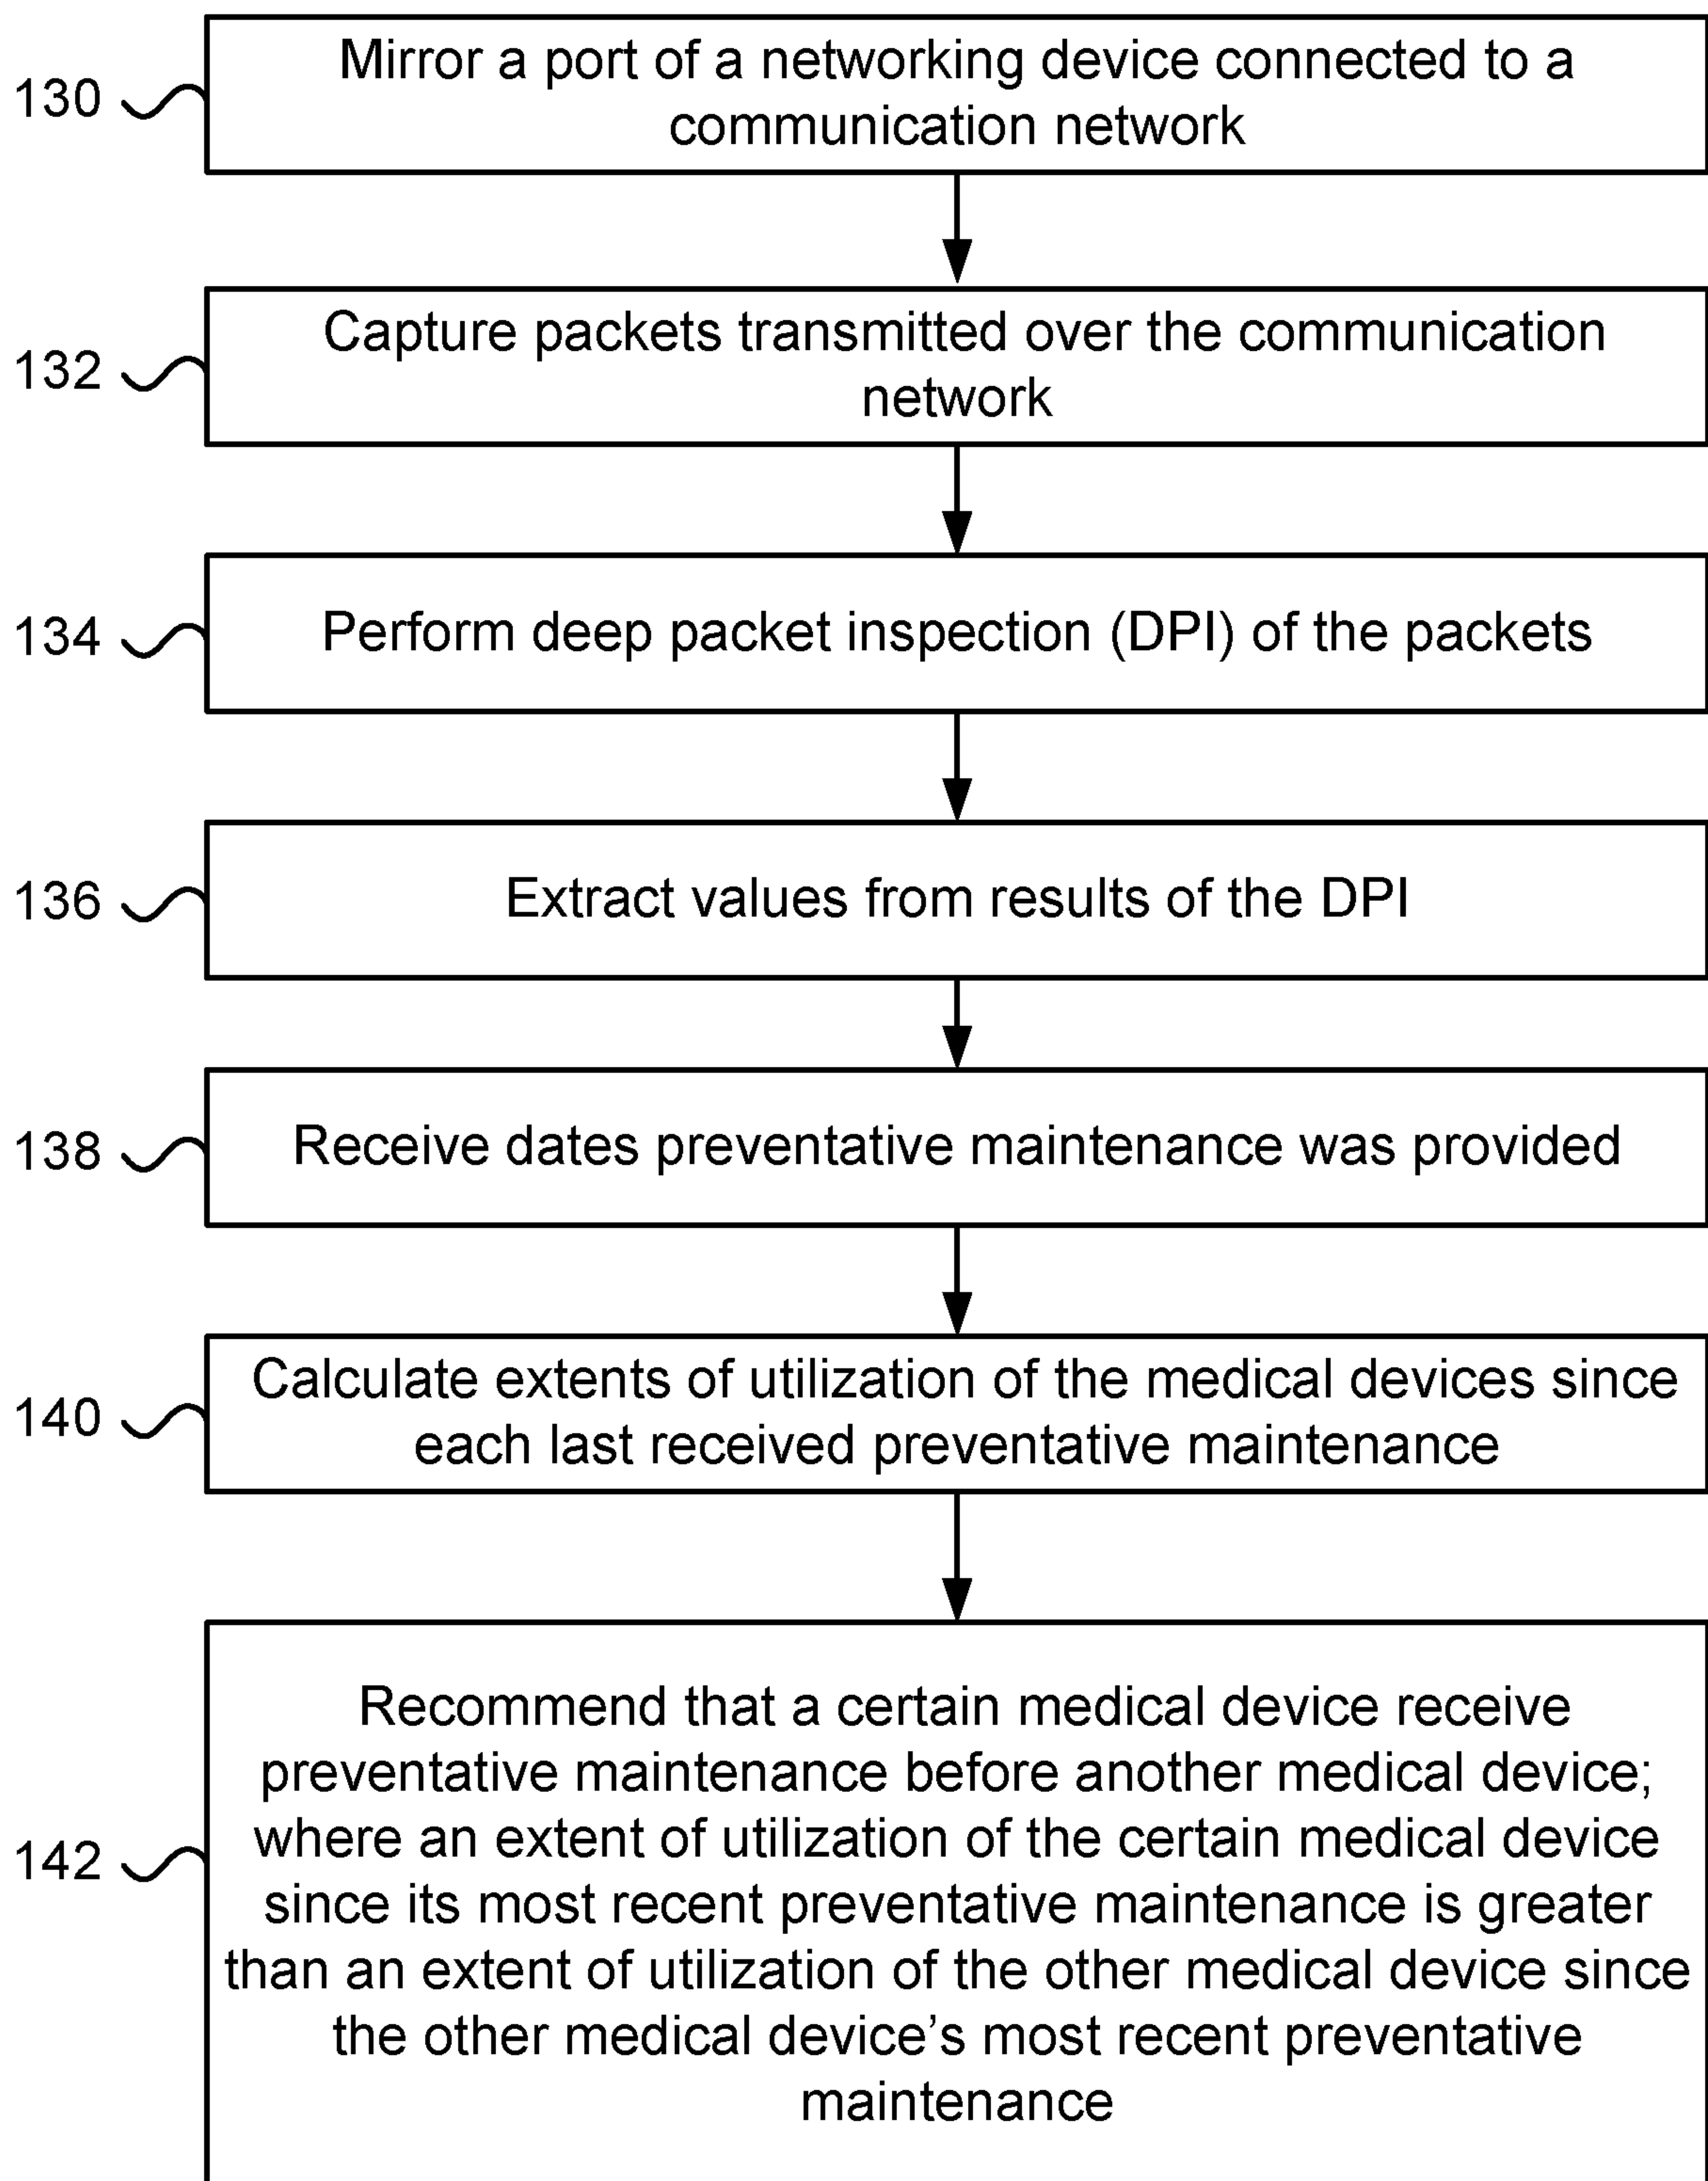 130
Mirror a port of a networking device connected to a
communication network
132
Capture packets transmitted over the communication
network
134
Perform deep packet inspection (DPI) of the packets
136
Extract values from results of the DPI
138
Receive dates preventative maintenance was provided
140
Calculate extents of utilization of the medical devices since
each last received preventative maintenance
142
Recommend that a certain medical device receive
preventative maintenance before another medical device;
where an extent of utilization of the certain medical device
since its most recent preventative maintenance is greater
than an extent of utilization of the other medical device since
the other medical device’s most recent preventative
maintenance